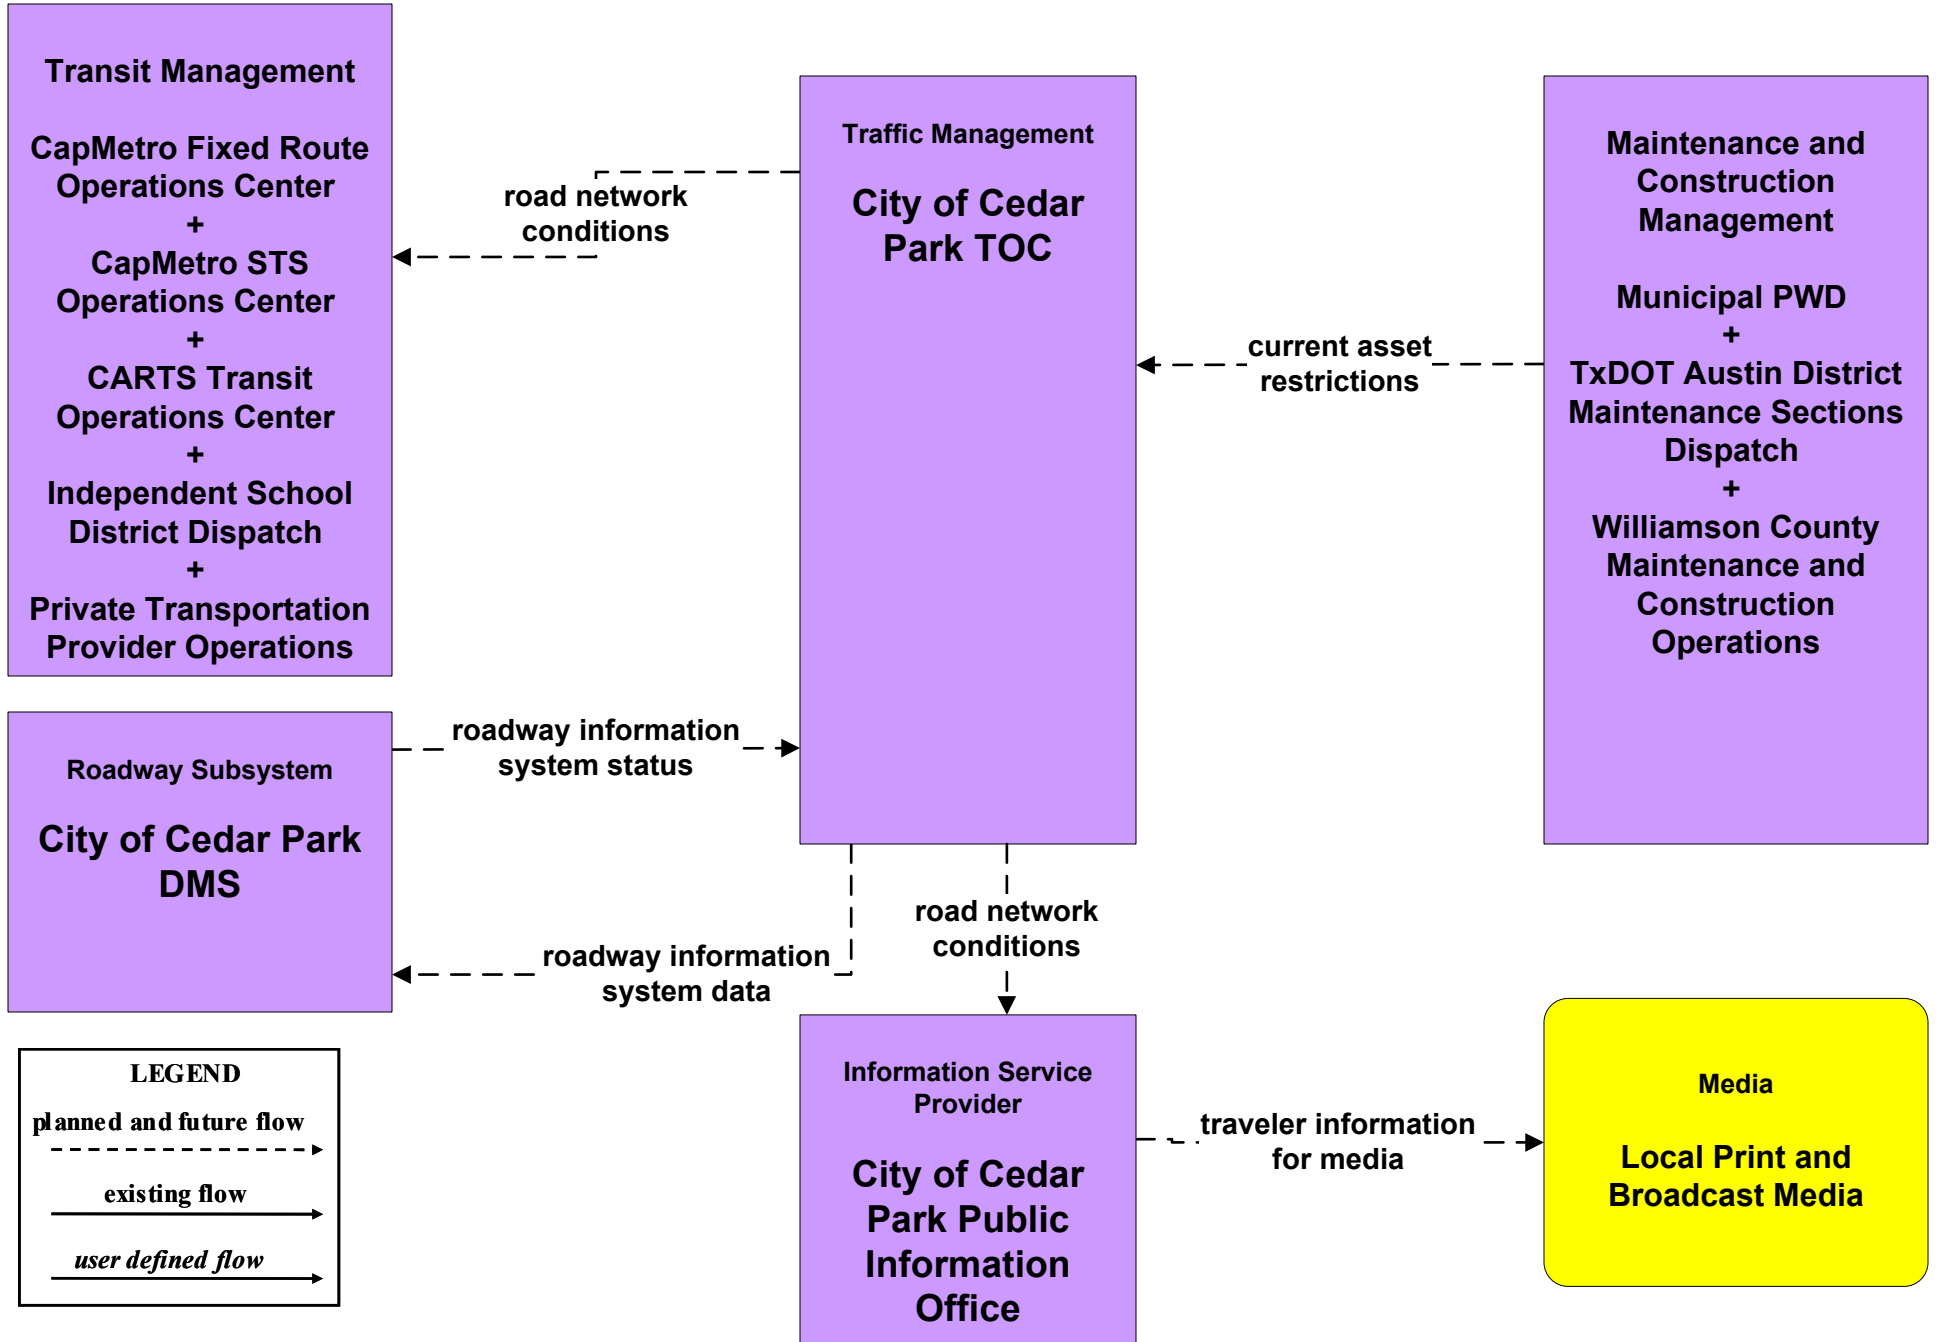 Transit Management
CapMetro Fixed Route
Operations Center
+
CapMetro STS
Operations Center
+
CARTS Transit
Operations Center
+
Independent School
District Dispatch
+
Private Transportation
Provider Operations
road network
conditions
Traffic Management
City of Cedar
Park TOC
current asset
restrictions
Maintenance and
Construction
Management
Municipal PWD
+
TxDOT Austin District
Maintenance Sections
Dispatch
+
Williamson County
Maintenance and
Construction
Operations
Roadway Subsystem
City of Cedar Park
DMS
roadway information
system status
roadway information
system data
road network
conditions
LEGEND
planned and future flow
existing flow
user defined flow
Information Service
Provider
City of Cedar
Park Public
Information
Office
traveler information
for media
Media
Local Print and
Broadcast Media